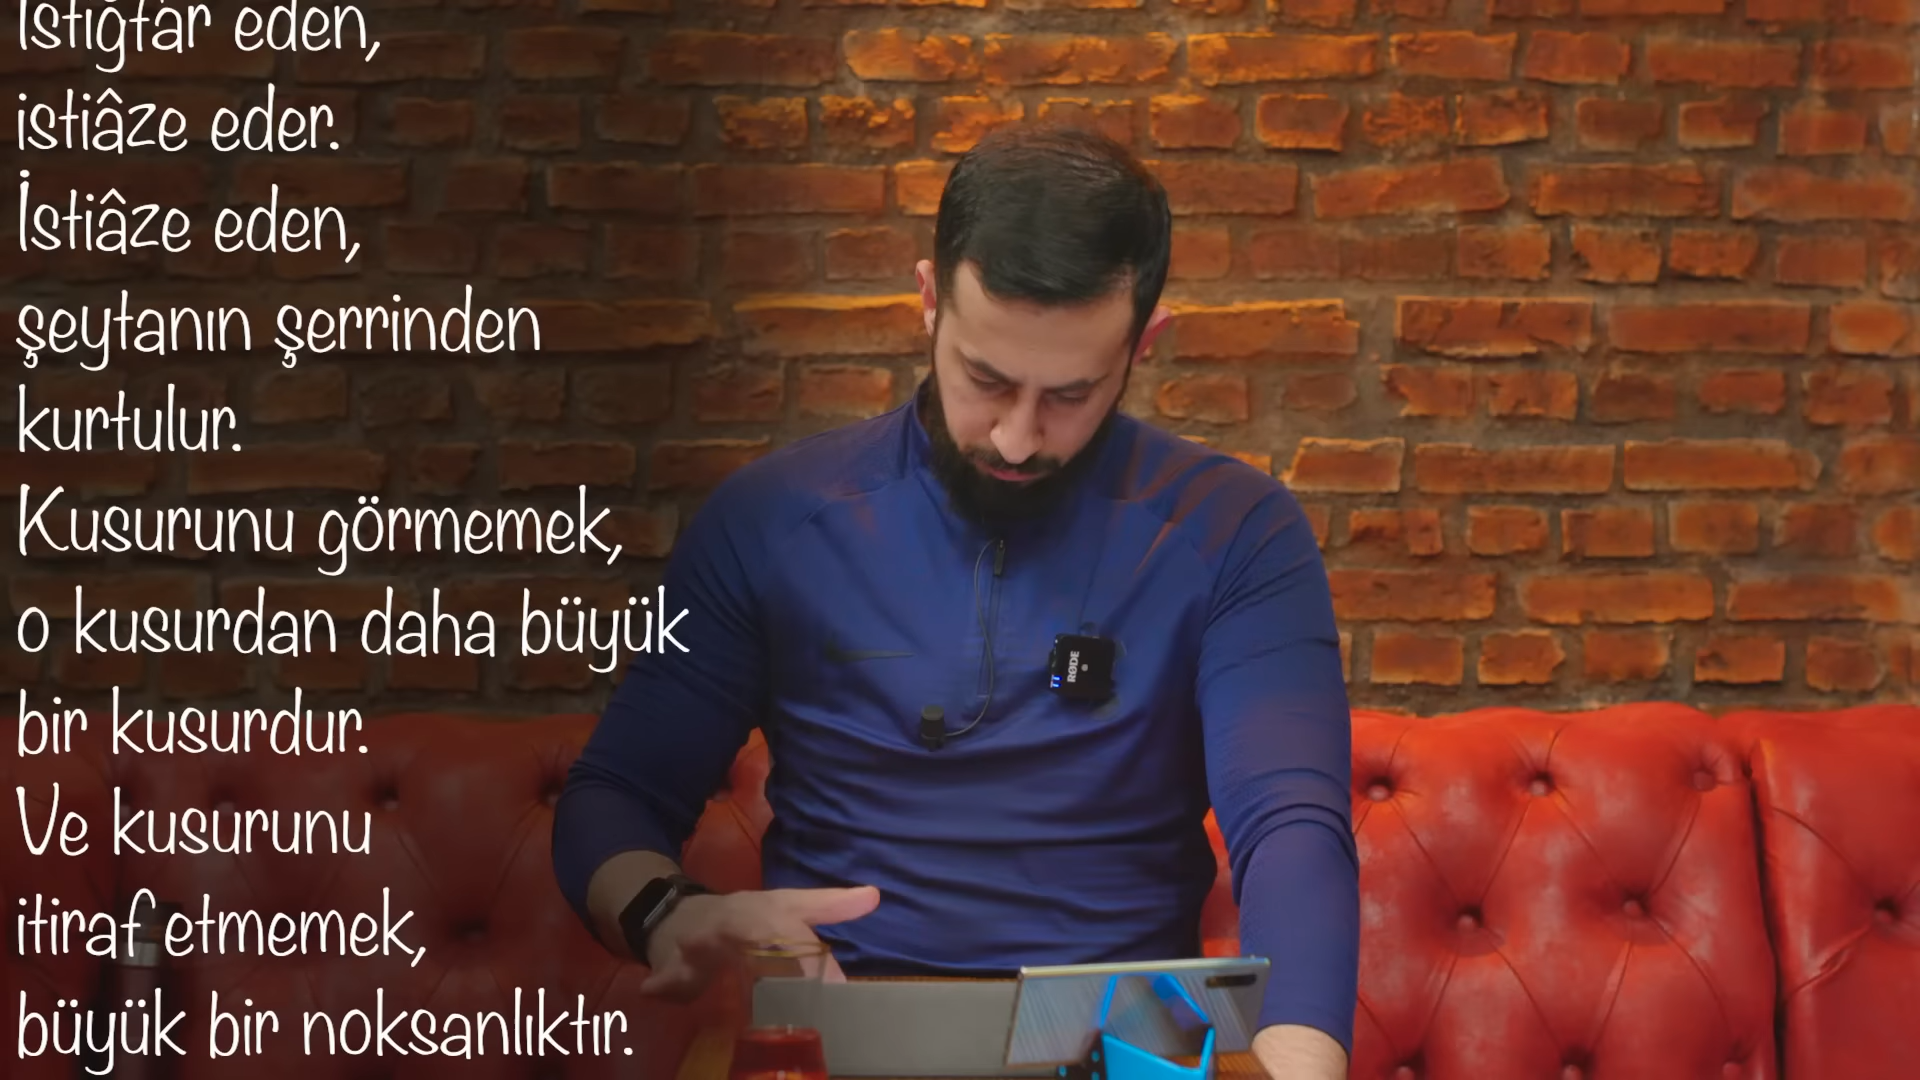 İstiğfar eden,
istiâze eder.
İstiâze eden,
şeytanın şerrinden
kurtulur.
Kusurunu görmemek,
o kusurdan daha büyük
bir kusurdur.
Ve kusurunu
itiraf etmemek,
büyük bir noksanlıktır.
RØDE